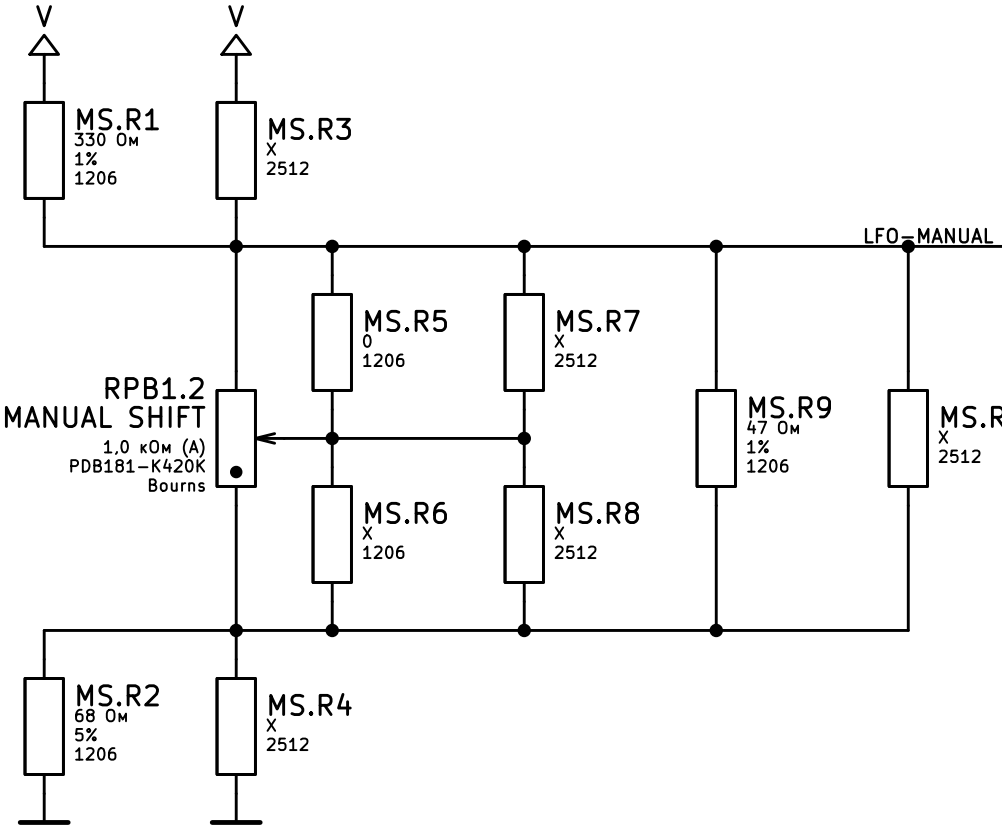 V
V
MS.R1
330 Ом
1%
1206
MS.R3
X
2512
LFO-MANUAL
MS.R5
0
1206
MS.R7
X
2512
RPB1.2
MANUAL SHIFT
1,0 кОм (A)
PDB181-K420K
Bourns
MS.R9
47 Ом
1%
1206
MS.R
X
2512
MS.R6
X
1206
MS.R8
X
2512
MS.R2
68 Ом
5%
1206
MS.R4
X
2512